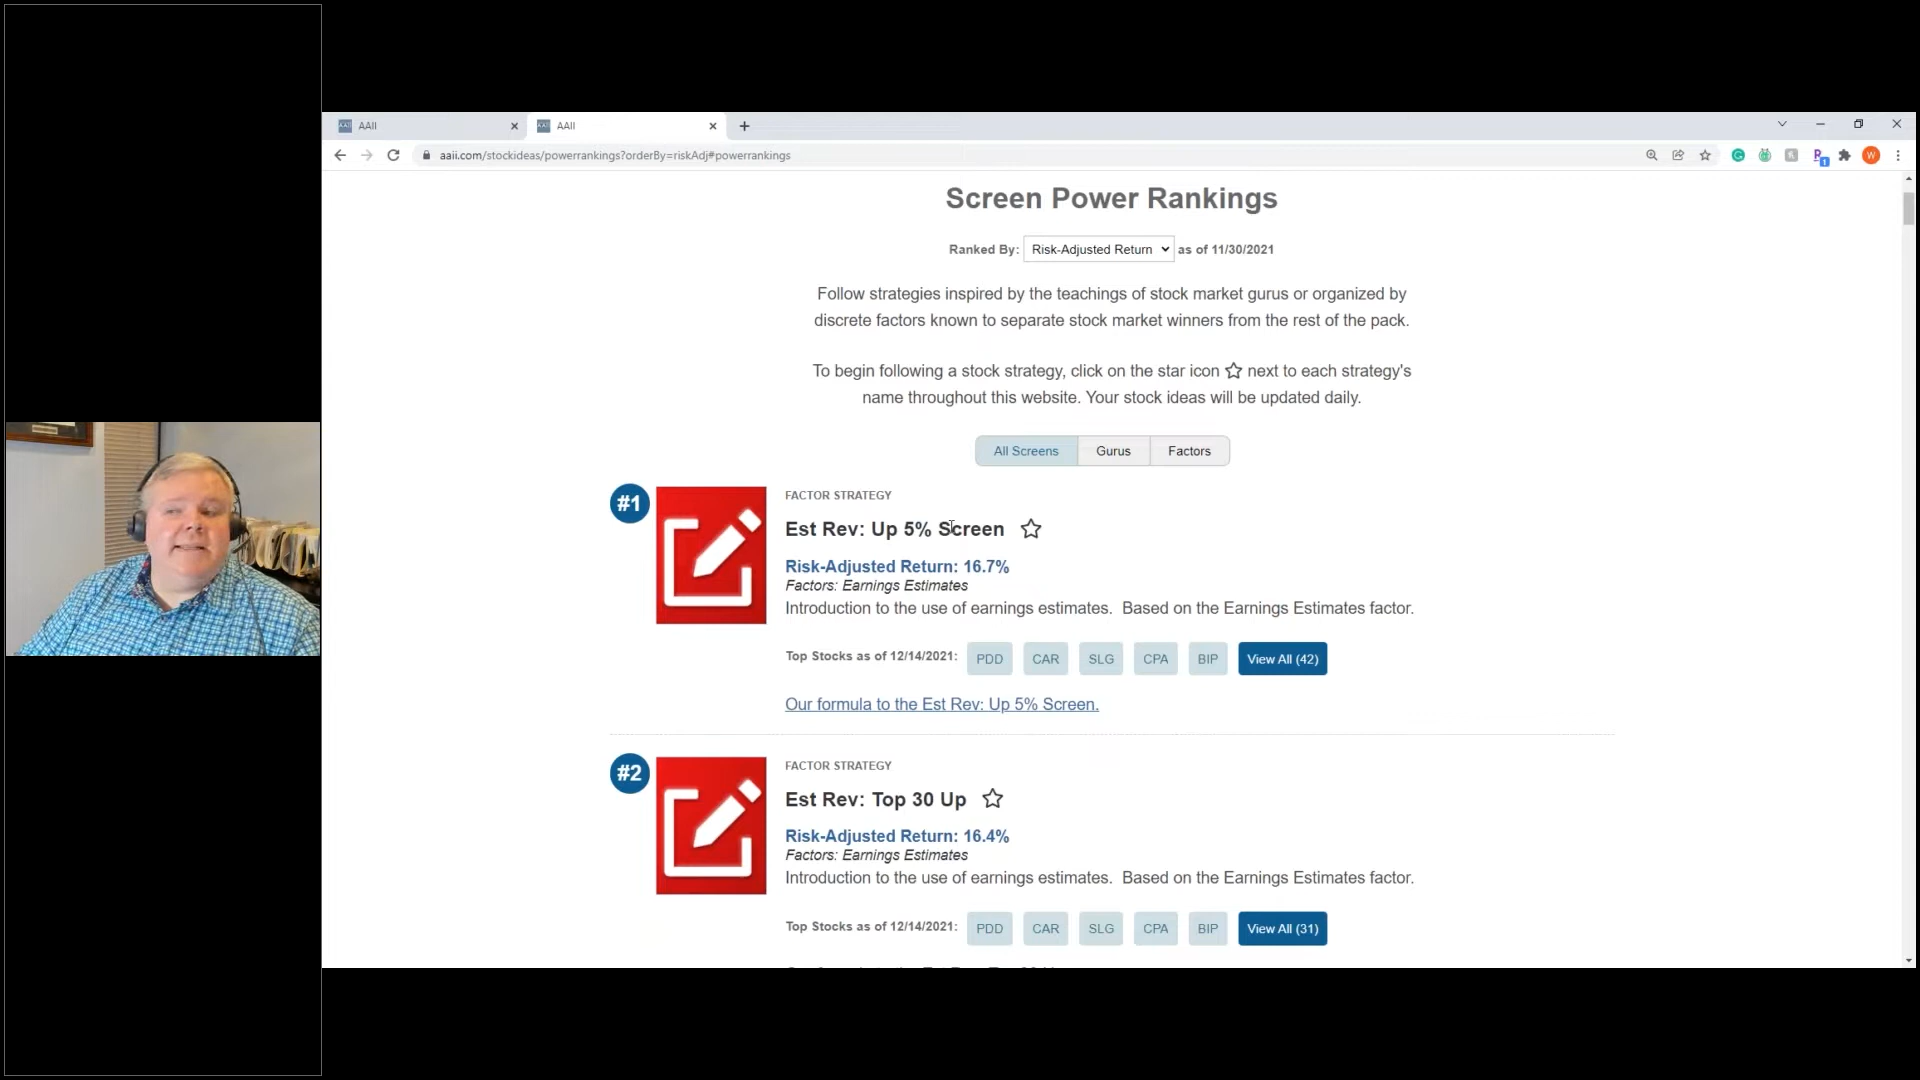 AAII
AAII
aaii.com/stockideas/powerrankings?orderBy=riskAdj#powerrankings
W
Screen Power Rankings
Ranked By: Risk-Adjusted Return as of 11/30/2021
Follow strategies inspired by the teachings of stock market gurus or organized by
discrete factors known to separate stock market winners from the rest of the pack.
To begin following a stock strategy, click on the star icon next to each strategy's
name throughout this website. Your stock ideas will be updated daily.
All Screens Gurus Factors
#1
FACTOR STRATEGY
Est Rev: Up 5% Screen
Risk-Adjusted Return: 16.7%
Factors: Earnings Estimates
Introduction to the use of earnings estimates. Based on the Earnings Estimates factor.
Top Stocks as of 12/14/2021: PDD CAR SLG CPA BIP View All (42)
Our formula to the Est Rev: Up 5% Screen.
#2
FACTOR STRATEGY
Est Rev: Top 30 Up
Risk-Adjusted Return: 16.4%
Factors: Earnings Estimates
Introduction to the use of earnings estimates. Based on the Earnings Estimates factor.
Top Stocks as of 12/14/2021: PDD CAR SLG CPA BIP View All (31)